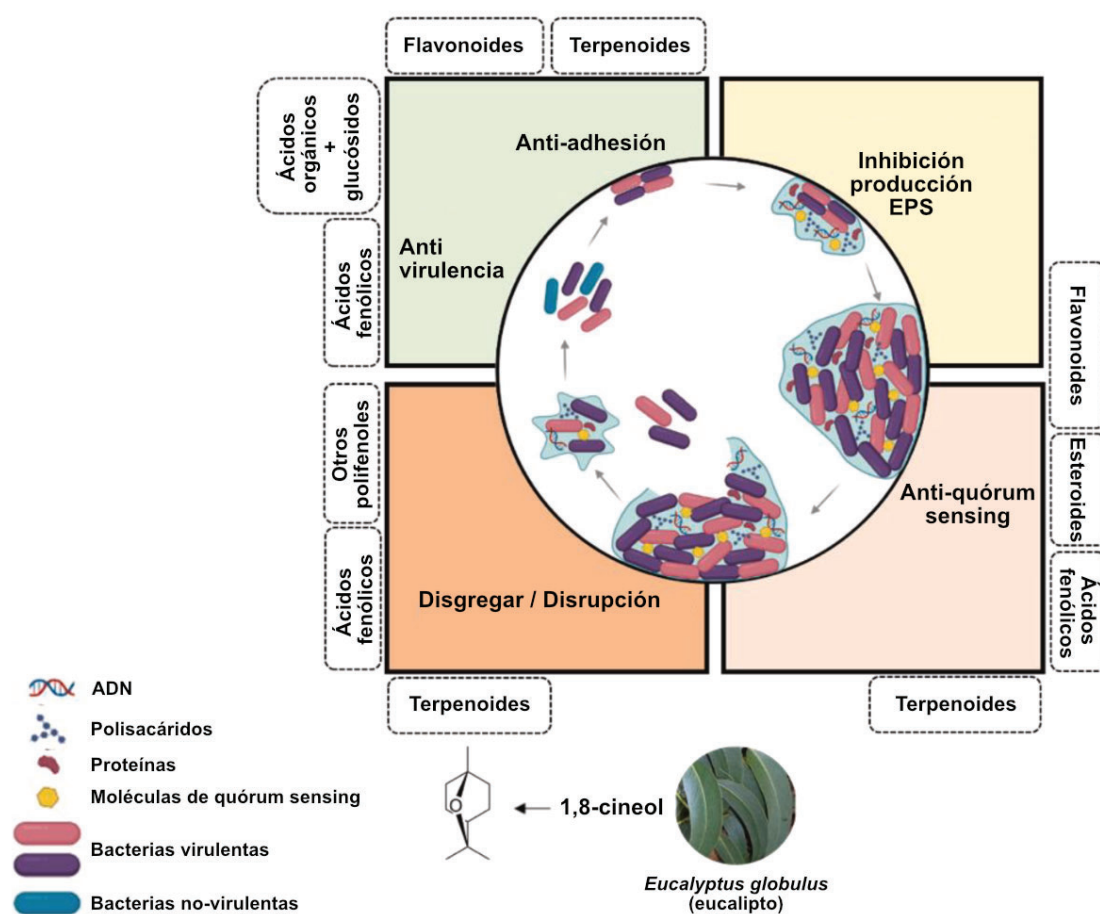 Flavonoides
Terpenoides
Ácidos
orgánicos
+
glucósidos
Ácidos
fenólicos
Anti-adhesión
Anti
virulencia
Inhibición
producción
EPS
Flavonoides
Esteroides
Ácidos
fenólicos
Anti-quórum
sensing
Otros
polifenoles
Ácidos
fenólicos
Disgregar / Disrupción
Terpenoides
Terpenoides
ADN
Polisacáridos
Proteínas
Moléculas de quórum sensing
Bacterias virulentas
Bacterias no-virulentas
O
1,8-cineol
Eucalyptus globulus
(eucalipto)